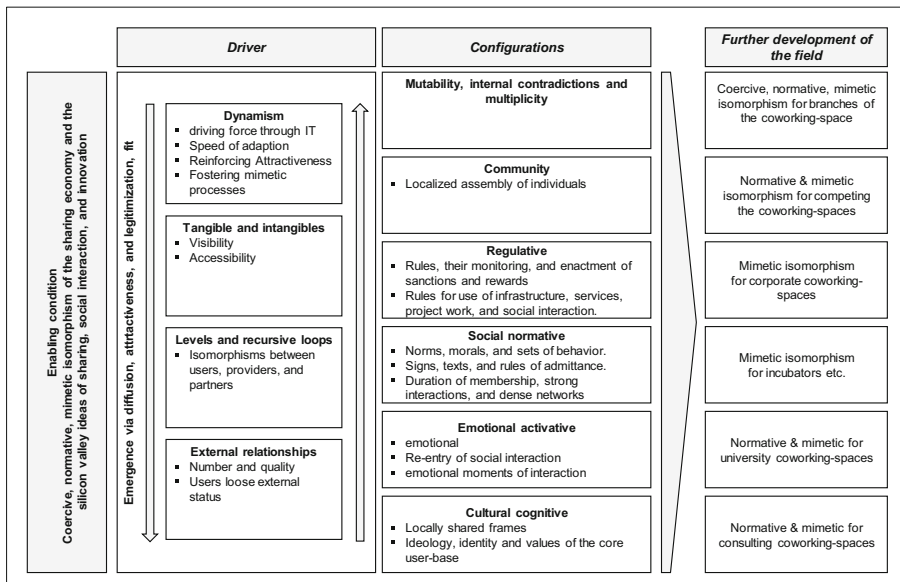 Driver
Configurations
Further development of
the field
Enabling condition
Coercive, normative, mimetic isomorphism of the sharing economy and the
silicon valley ideas of sharing, social interaction, and innovation
Emergence via diffusion, attrtactiveness, and legitimization, fit
Dynamism
▪ driving force through IT
▪ Speed of adaption
▪ Reinforcing Attractiveness
▪ Fostering mimetic
processes
Tangible and intangibles
▪ Visibility
▪ Accessibility
Levels and recursive loops
▪ Isomorphisms between
users, providers, and
partners
External relationships
▪ Number and quality
▪ Users loose external
status
Mutability, internal contradictions and
multiplicity
Community
▪ Localized assembly of individuals
Regulative
▪ Rules, their monitoring, and enactment of
sanctions and rewards
▪ Rules for use of infrastructure, services,
project work, and social interaction.
Social normative
▪ Norms, morals, and sets of behavior.
▪ Signs, texts, and rules of admittance.
▪ Duration of membership, strong
interactions, and dense networks
Emotional activative
▪ emotional
▪ Re-entry of social interaction
▪ emotional moments of interaction
Cultural cognitive
▪ Locally shared frames
▪ Ideology, identity and values of the core
user-base
Coercive, normative, mimetic
isomorphism for branches of
the coworking-space
Normative & mimetic
isomorphism for competing
the coworking-spaces
Mimetic isomorphism
for corporate coworking-
spaces
Mimetic isomorphism
for incubators etc.
Normative & mimetic for
university coworking-spaces
Normative & mimetic for
consulting coworking-spaces